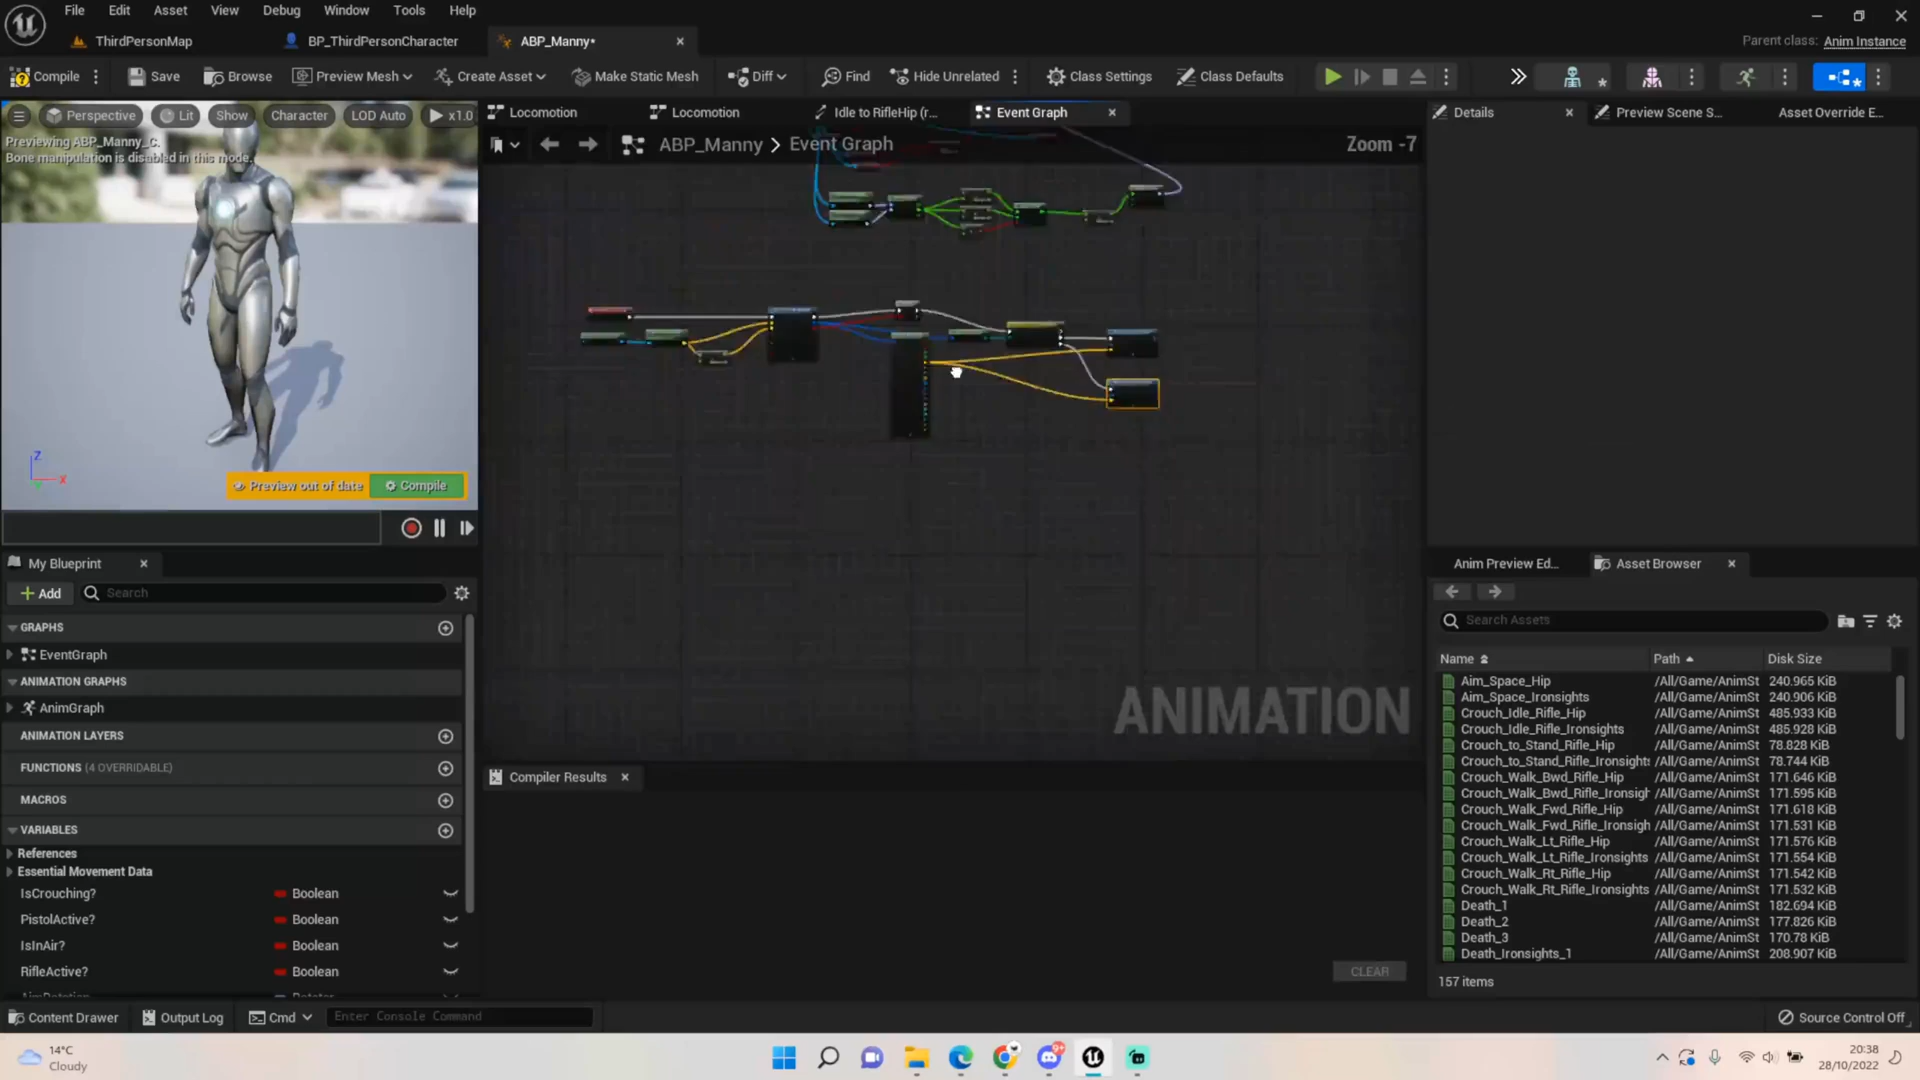 File Edit Asset View Debug Window Tools Help
ThirdPersonMap BP_ThirdPersonCharacter ABP_Manny•
Parent class: Anim Instance
Compile Save Browse Preview Mesh Create Asset Make Static Mesh Diff Find Hide Unrelated Class Settings Class Defaults
Perspective Lit Show Character LOD Auto x1.0
Previewing ABP_Manny_C.
Bone manipulation is disabled in this mode.
Z
X
Preview out of date Compile
Locomotion Locomotion Idle to RifleHip (r... Event Graph
ABP_Manny > Event Graph Zoom -7
ANIMATION
Compiler Results
CLEAR
My Blueprint
Add Search
GRAPHS
EventGraph
ANIMATION GRAPHS
AnimGraph
ANIMATION LAYERS
FUNCTIONS (4 OVERRIDABLE)
MACROS
VARIABLES
References
Essential Movement Data
IsCrouching? Boolean
PistolActive? Boolean
IsInAir? Boolean
RifleActive? Boolean
Details Preview Scene S... Asset Override E...
Anim Preview Ed... Asset Browser
Search Assets
Name Path Disk Size
Aim_Space_Hip /All/Game/AnimSt 240.965 KiB
Aim_Space_Ironsights /All/Game/AnimSt 240.906 KiB
Crouch_Idle_Rifle_Hip /All/Game/AnimSt 485.933 KiB
Crouch_Idle_Rifle_Ironsights /All/Game/AnimSt 485.928 KiB
Crouch_to_Stand_Rifle_Hip /All/Game/AnimSt 78.828 KiB
Crouch_to_Stand_Rifle_Ironsights /All/Game/AnimSt 78.744 KiB
Crouch_Walk_Bwd_Rifle_Hip /All/Game/AnimSt 171.646 KiB
Crouch_Walk_Bwd_Rifle_Ironsigh /All/Game/AnimSt 171.595 KiB
Crouch_Walk_Fwd_Rifle_Hip /All/Game/AnimSt 171.618 KiB
Crouch_Walk_Fwd_Rifle_Ironsigh /All/Game/AnimSt 171.531 KiB
Crouch_Walk_Lt_Rifle_Hip /All/Game/AnimSt 171.576 KiB
Crouch_Walk_Lt_Rifle_Ironsights /All/Game/AnimSt 171.554 KiB
Crouch_Walk_Rt_Rifle_Hip /All/Game/AnimSt 171.542 KiB
Crouch_Walk_Rt_Rifle_Ironsights /All/Game/AnimSt 171.532 KiB
Death_1 /All/Game/AnimSt 182.694 KiB
Death_2 /All/Game/AnimSt 177.826 KiB
Death_3 /All/Game/AnimSt 170.78 KiB
Death_Ironsights_1 /All/Game/AnimSt 208.907 KiB
157 items
Content Drawer Output Log Cmd Enter Console Command Source Control Off
14°C
Cloudy
9+
20:38
28/10/2022